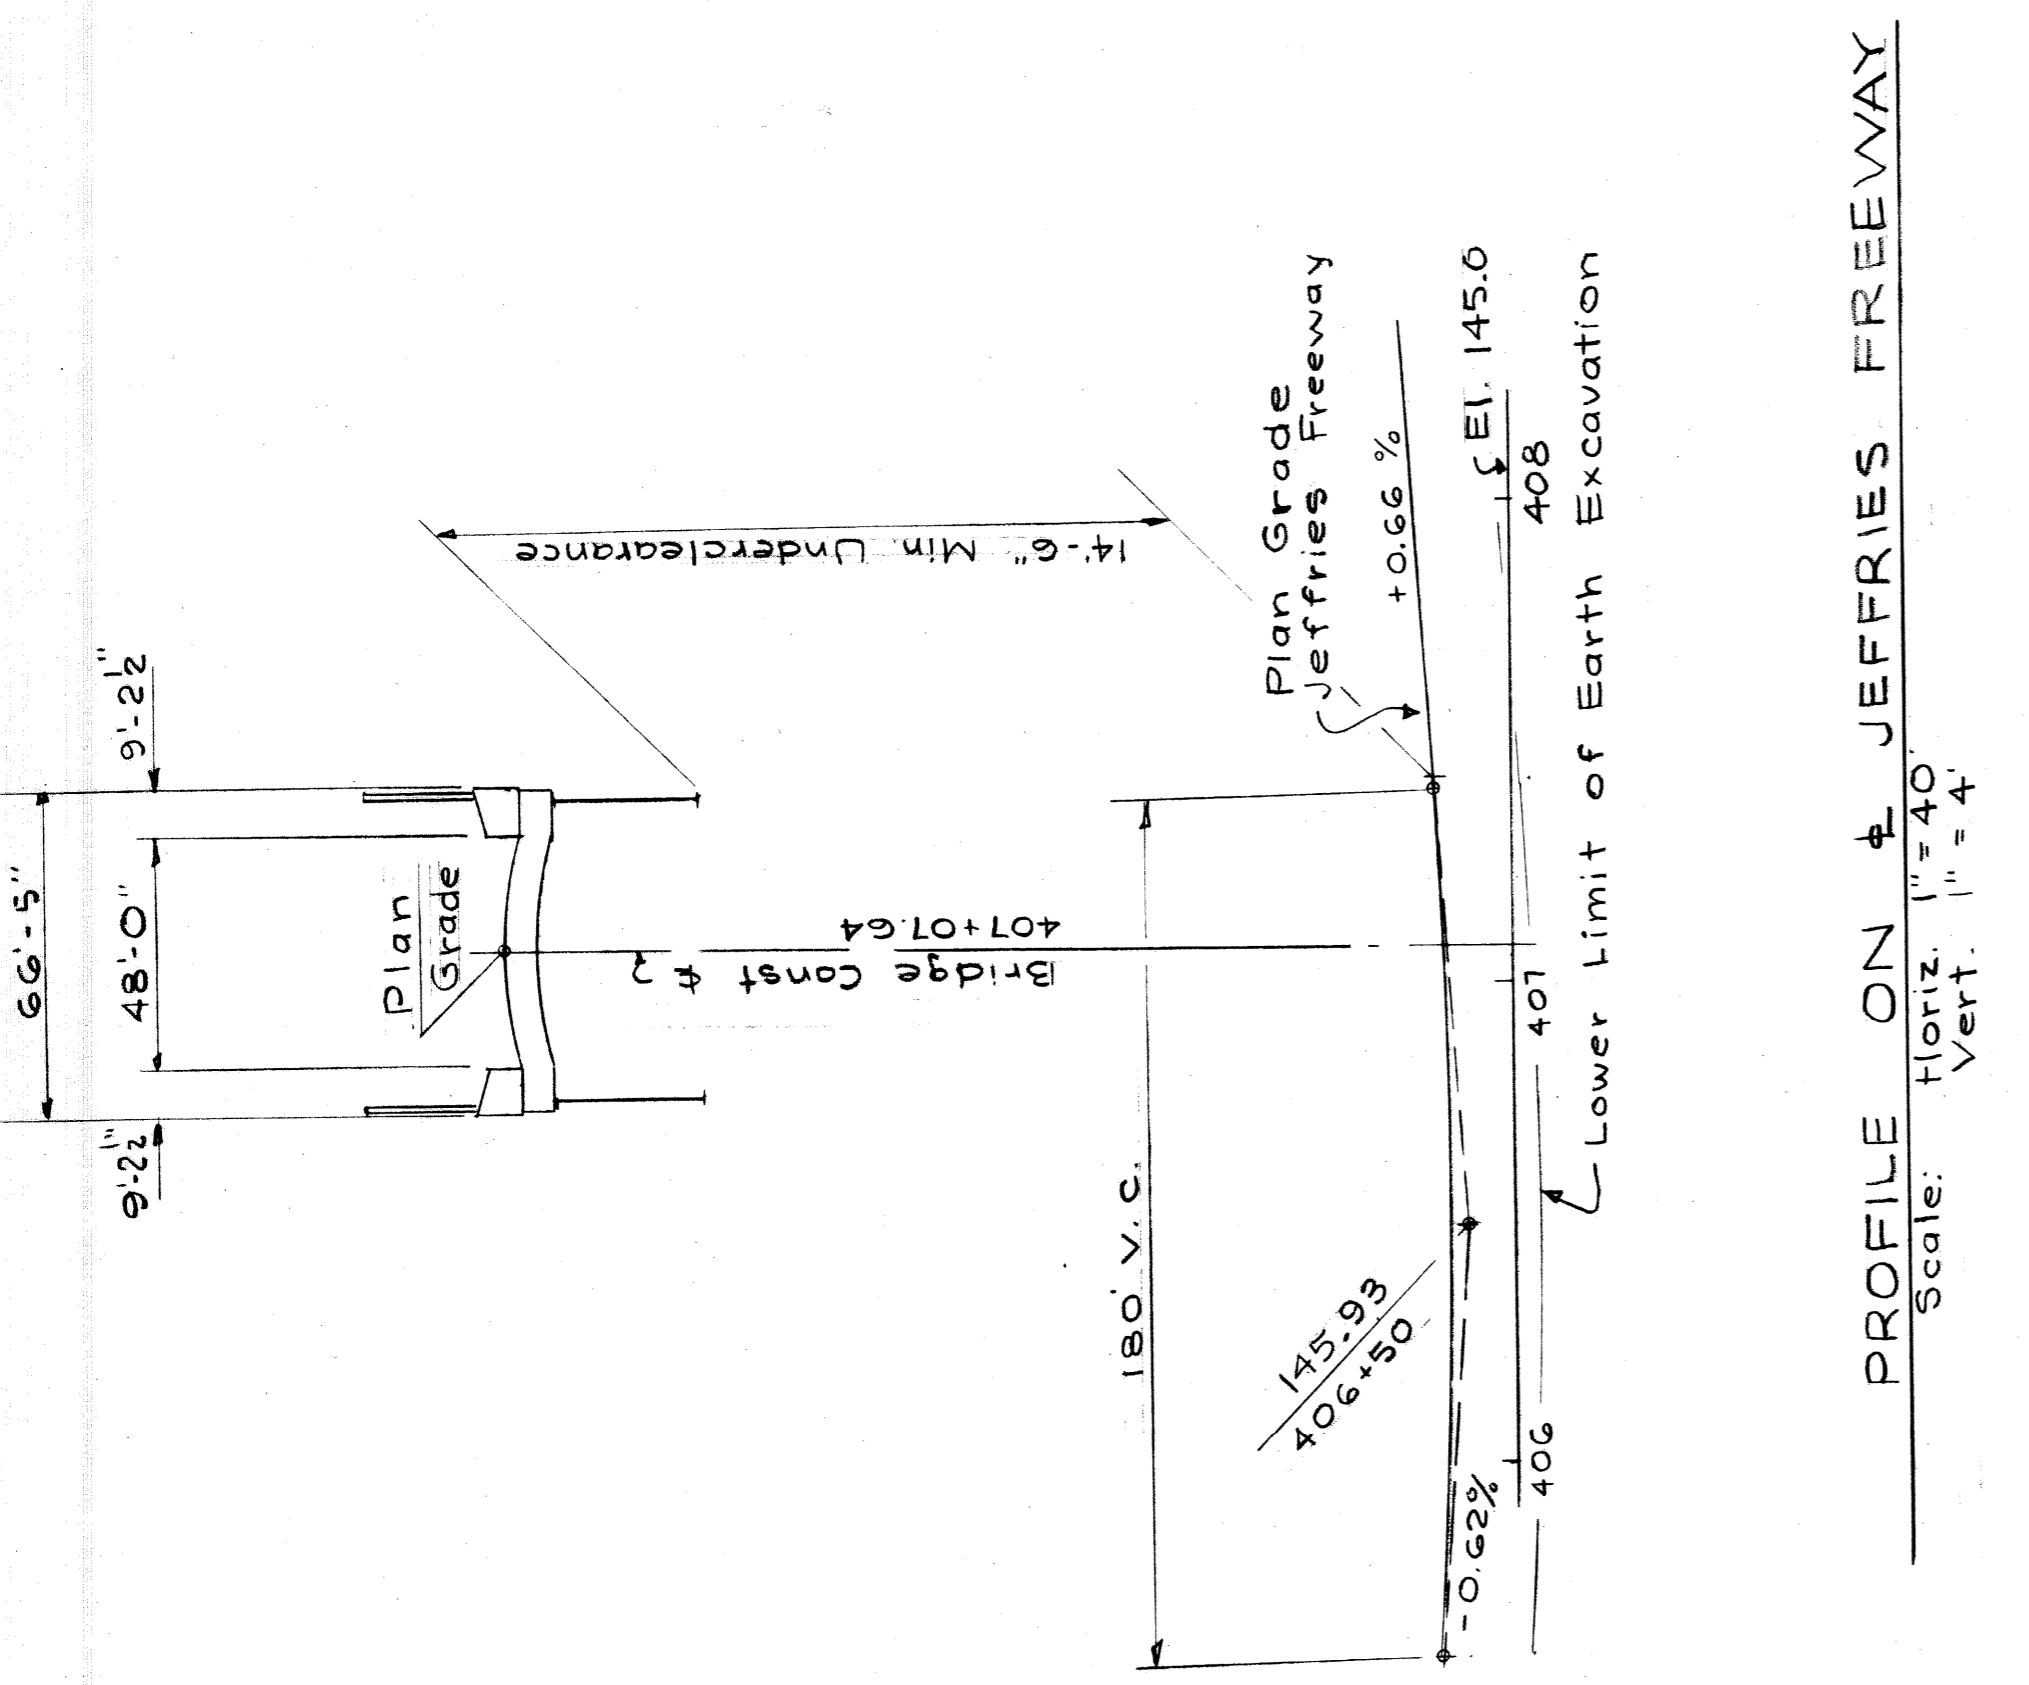 66'-5"
9'-2½"
48'-0"
9'-2½"
Plan
Grade
14'-6" Min. Underclearance
Bridge Const ℄
407+07.64
180' V.C.
Plan Grade
Jeffries Freeway
145.93
406+50
-0.62%
+0.66 %
El. 145.0
406
407
408
Lower Limit of Earth Excavation
PROFILE ON ℄ JEFFRIES FREEWAY
Scale: Horiz. 1" = 40'
Vert. 1" = 4'